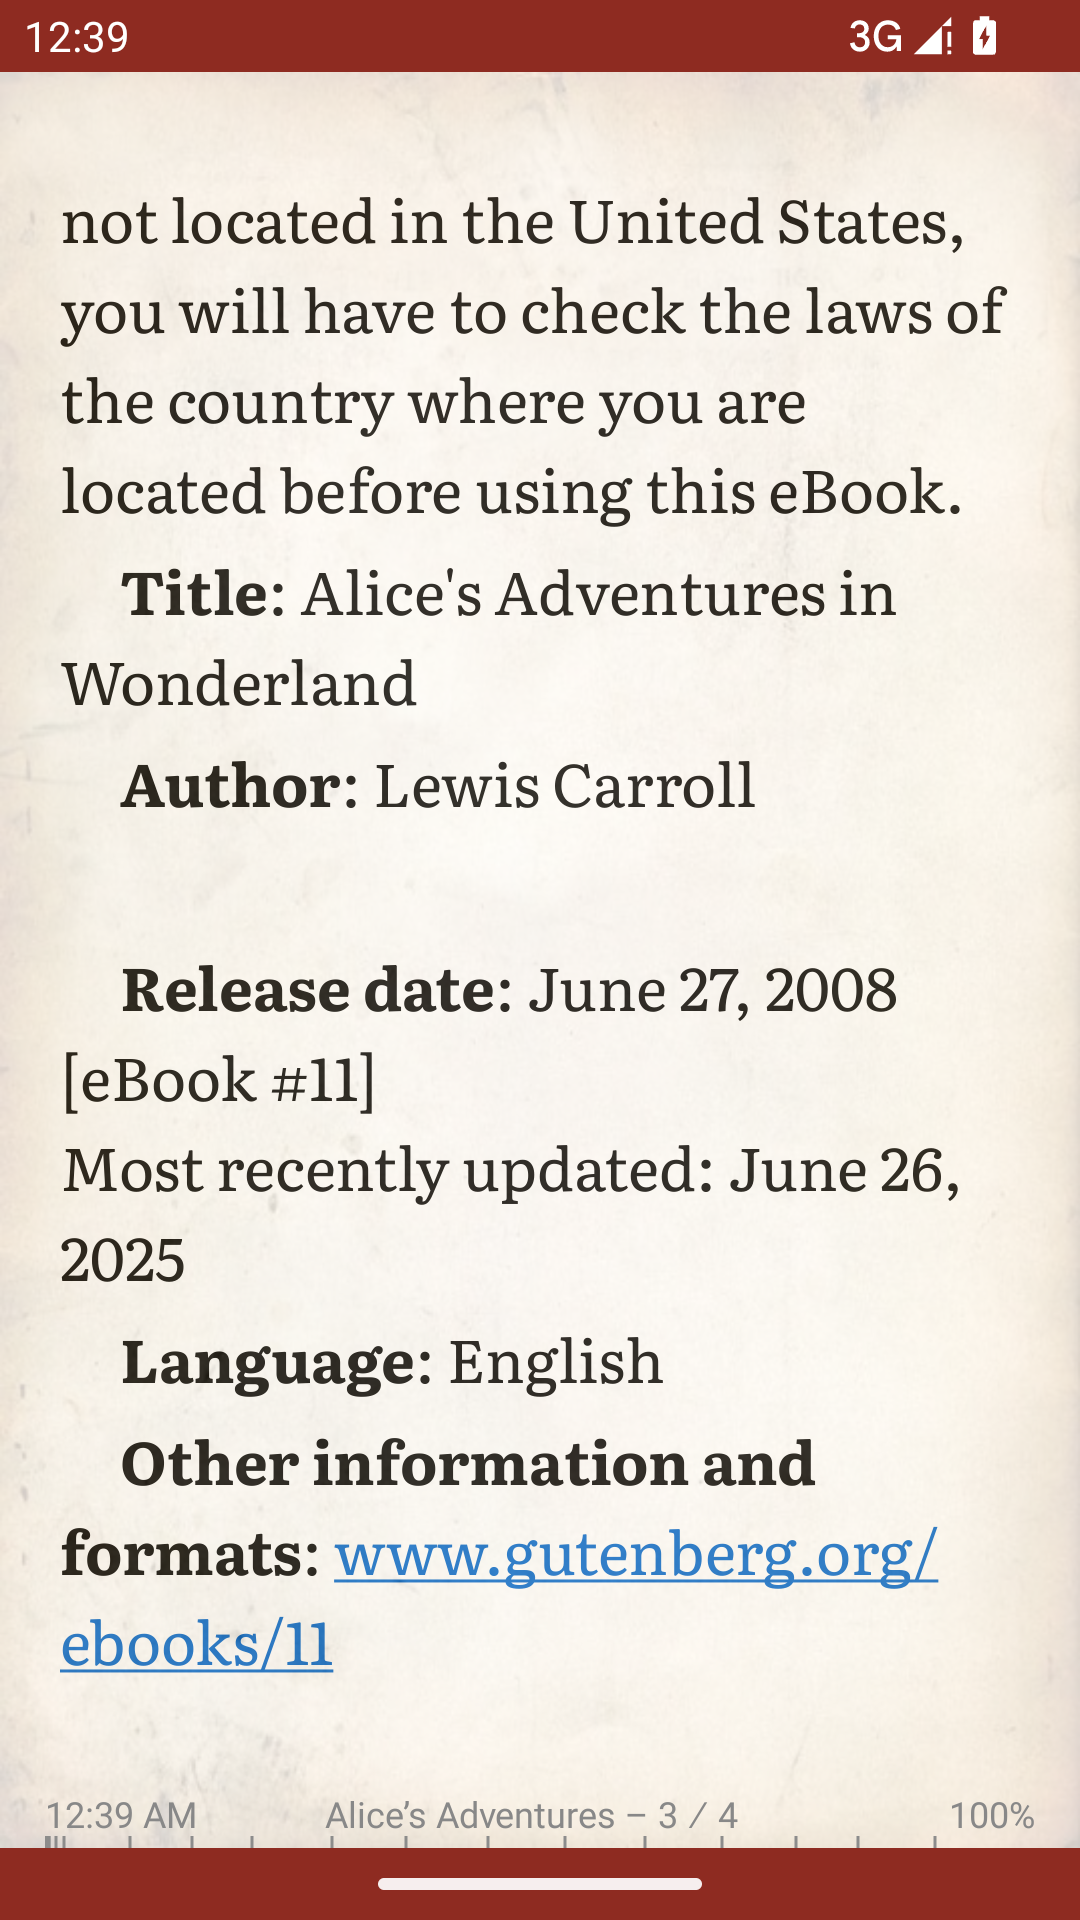 12:39
3G
not located in the United States,
you will have to check the laws of
the country where you are
located before using this eBook.
Title: Alice's Adventures in
Wonderland
Author: Lewis Carroll
Release date: June 27, 2008
[eBook #11]
Most recently updated: June 26,
2025
Language: English
Other information and
formats: www.gutenberg.org/
ebooks/11
12:39 AM
Alice’s Adventures – 3 / 4
100%